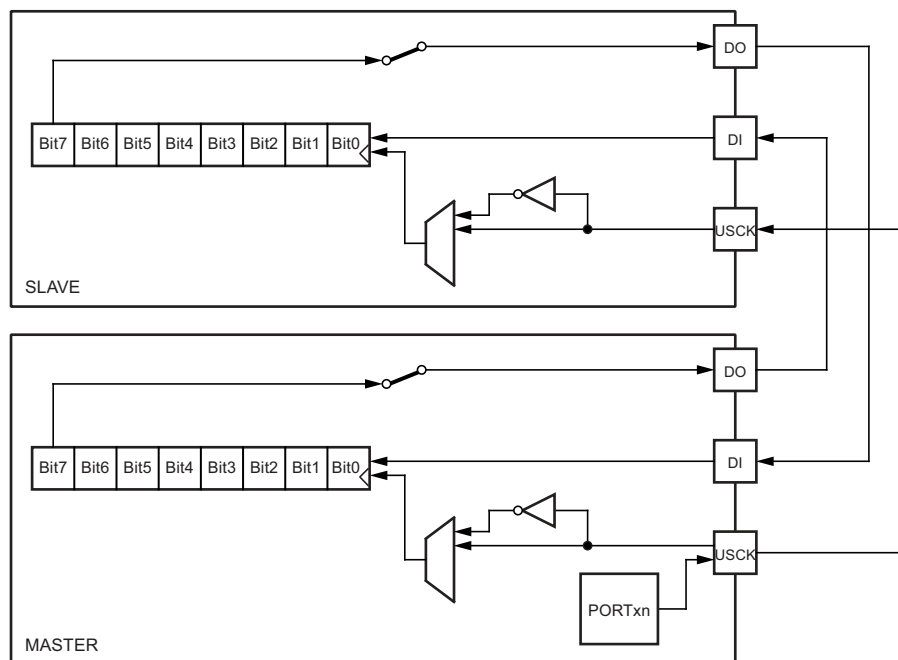 DO
Bit7 Bit6 Bit5 Bit4 Bit3 Bit2 Bit1 Bit0
DI
USCK
SLAVE
DO
Bit7 Bit6 Bit5 Bit4 Bit3 Bit2 Bit1 Bit0
DI
USCK
PORTxn
MASTER